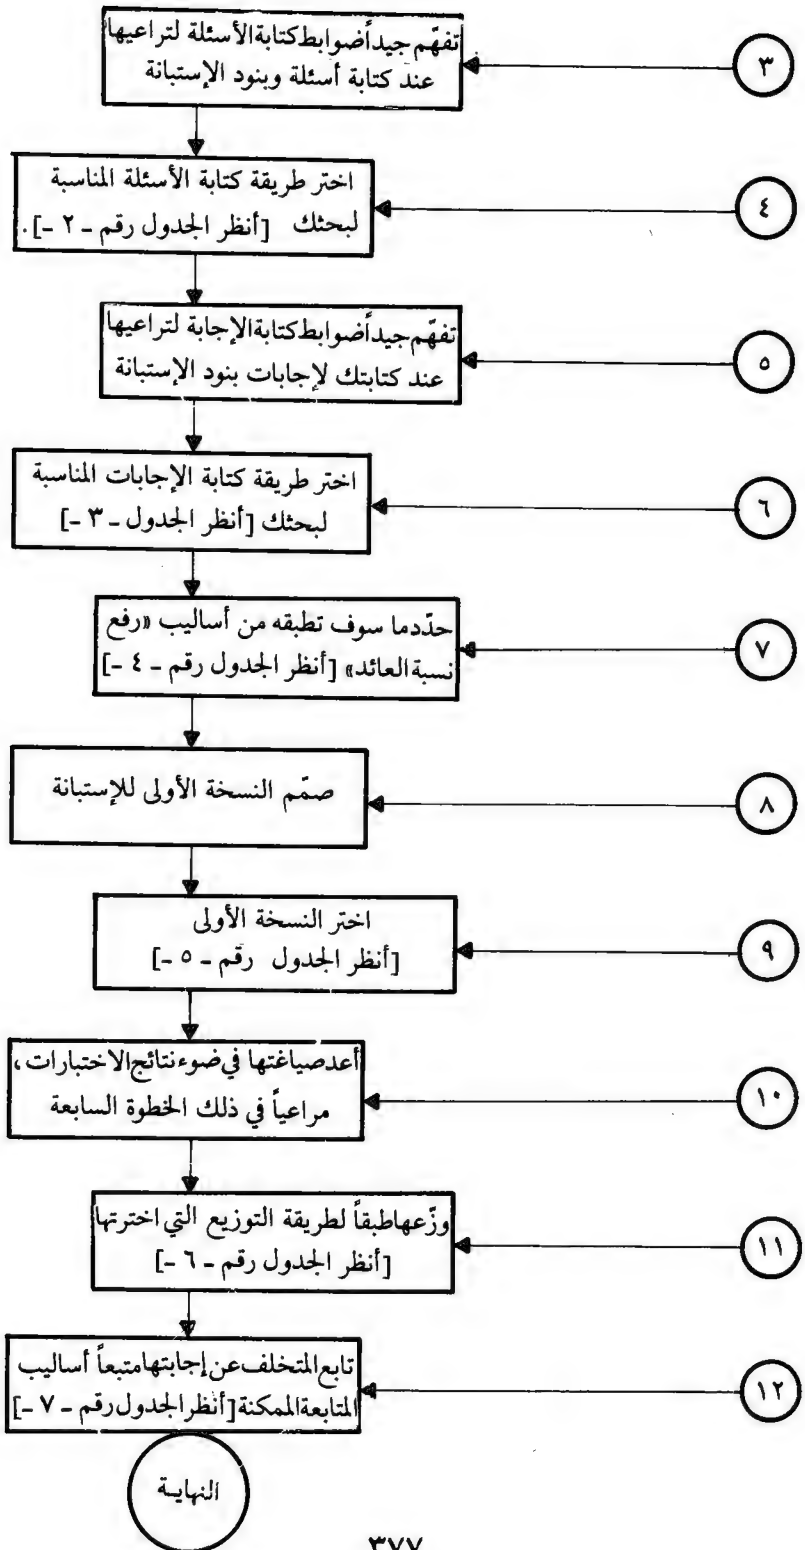 ٣
تفهّم جيداً ضوابط كتابة الأسئلة لتراعيها
عند كتابة أسئلة وبنود الإستبانة
٤
اختر طريقة كتابة الأسئلة المناسبة
لبحثك [أنظر الجدول رقم - ٢ -].
٥
تفهّم جيداً ضوابط كتابة الإجابة لتراعيها
عند كتابتك لإجابات بنود الإستبانة
٦
اختر طريقة كتابة الإجابات المناسبة
لبحثك [أنظر الجدول - ٣ -]
٧
حدّد ما سوف تطبقه من أساليب «رفع
نسبة العائد» [أنظر الجدول رقم - ٤ -]
٨
صمّم النسخة الأولى للإستبانة
٩
اختر النسخة الأولى
[أنظر الجدول رقم - ٥ -]
١٠
أعد صياغتها في ضوء نتائج الاختبارات،
مراعياً في ذلك الخطوة السابعة
١١
وزّعها طبقاً لطريقة التوزيع التي اخترتها
[أنظر الجدول رقم - ٦ -]
١٢
تابع المتخلف عن إجابتها متبعاً أساليب
المتابعة الممكنة [أنظر الجدول رقم - ٧ -]
النهاية
٣٧٧